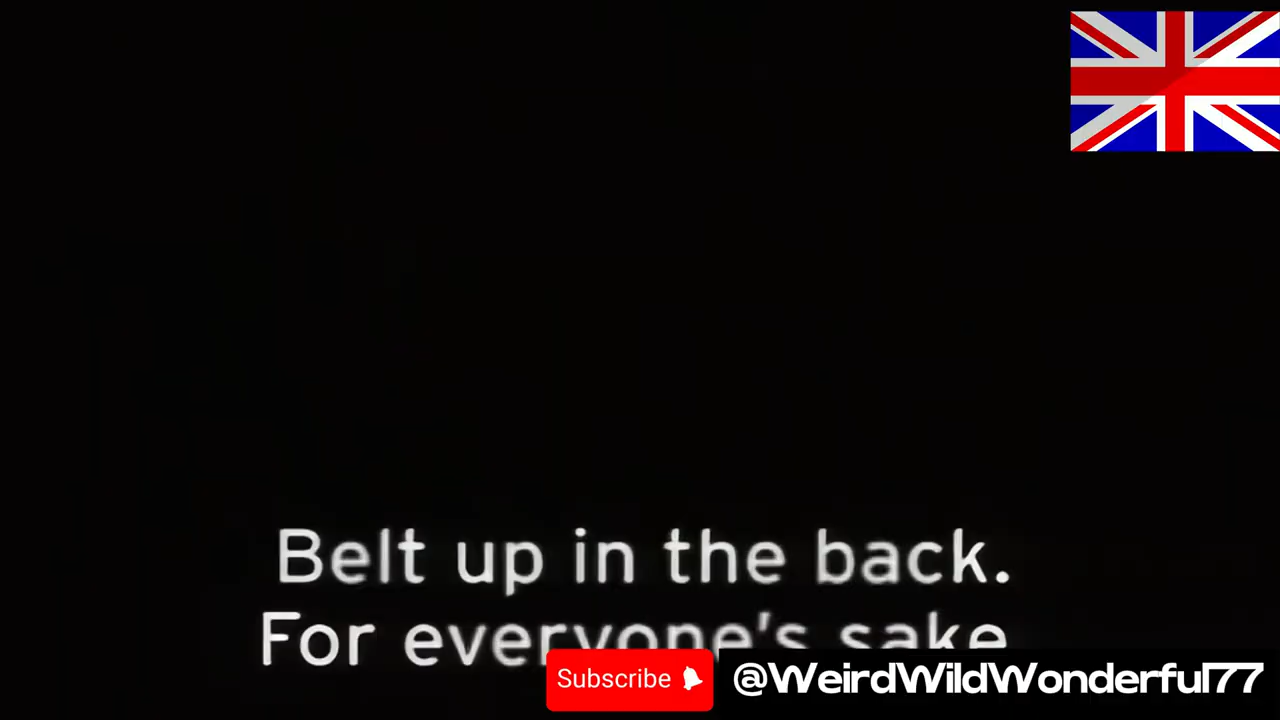 Belt up in the back.
For everyone's sake
Subscribe
@WeirdWildWonderful77